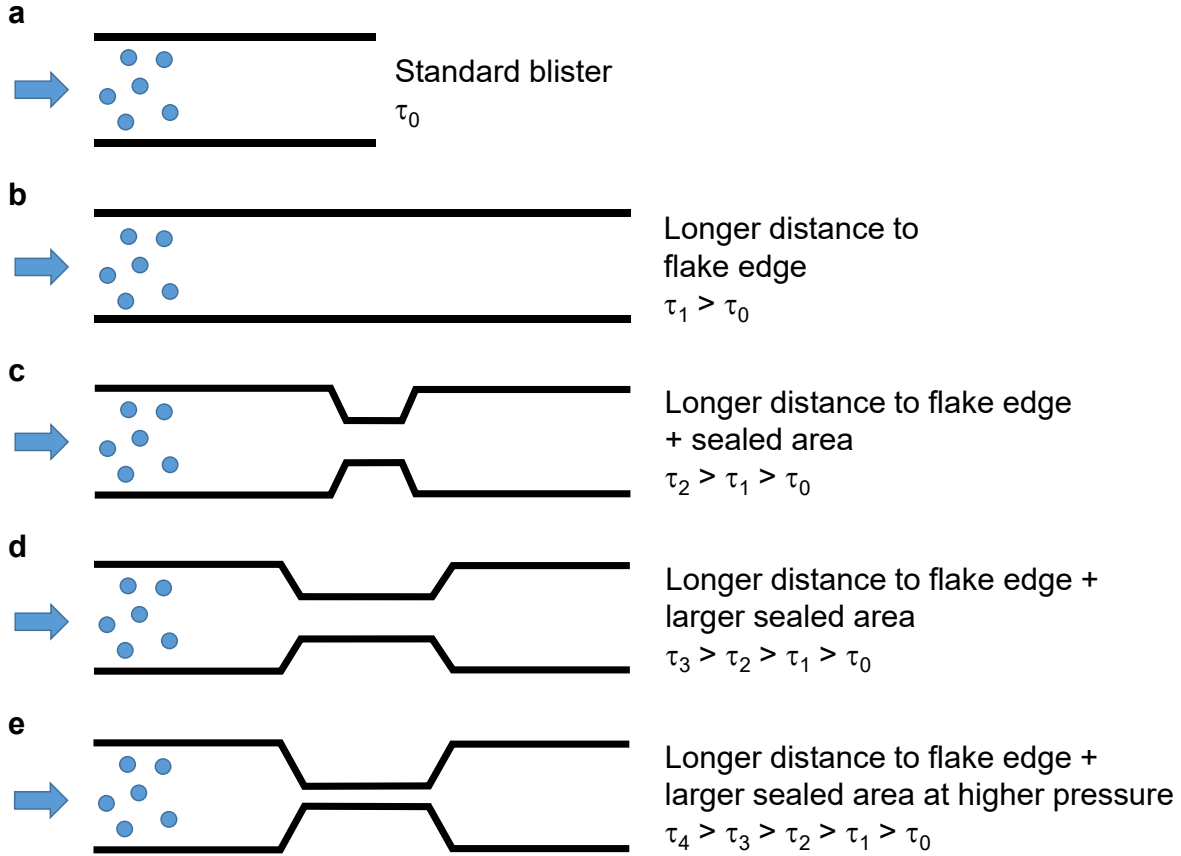 a
Standard blister
τ₀
b
Longer distance to
flake edge
τ₁ > τ₀
c
Longer distance to flake edge
+ sealed area
τ₂ > τ₁ > τ₀
d
Longer distance to flake edge +
larger sealed area
τ₃ > τ₂ > τ₁ > τ₀
e
Longer distance to flake edge +
larger sealed area at higher pressure
τ₄ > τ₃ > τ₂ > τ₁ > τ₀